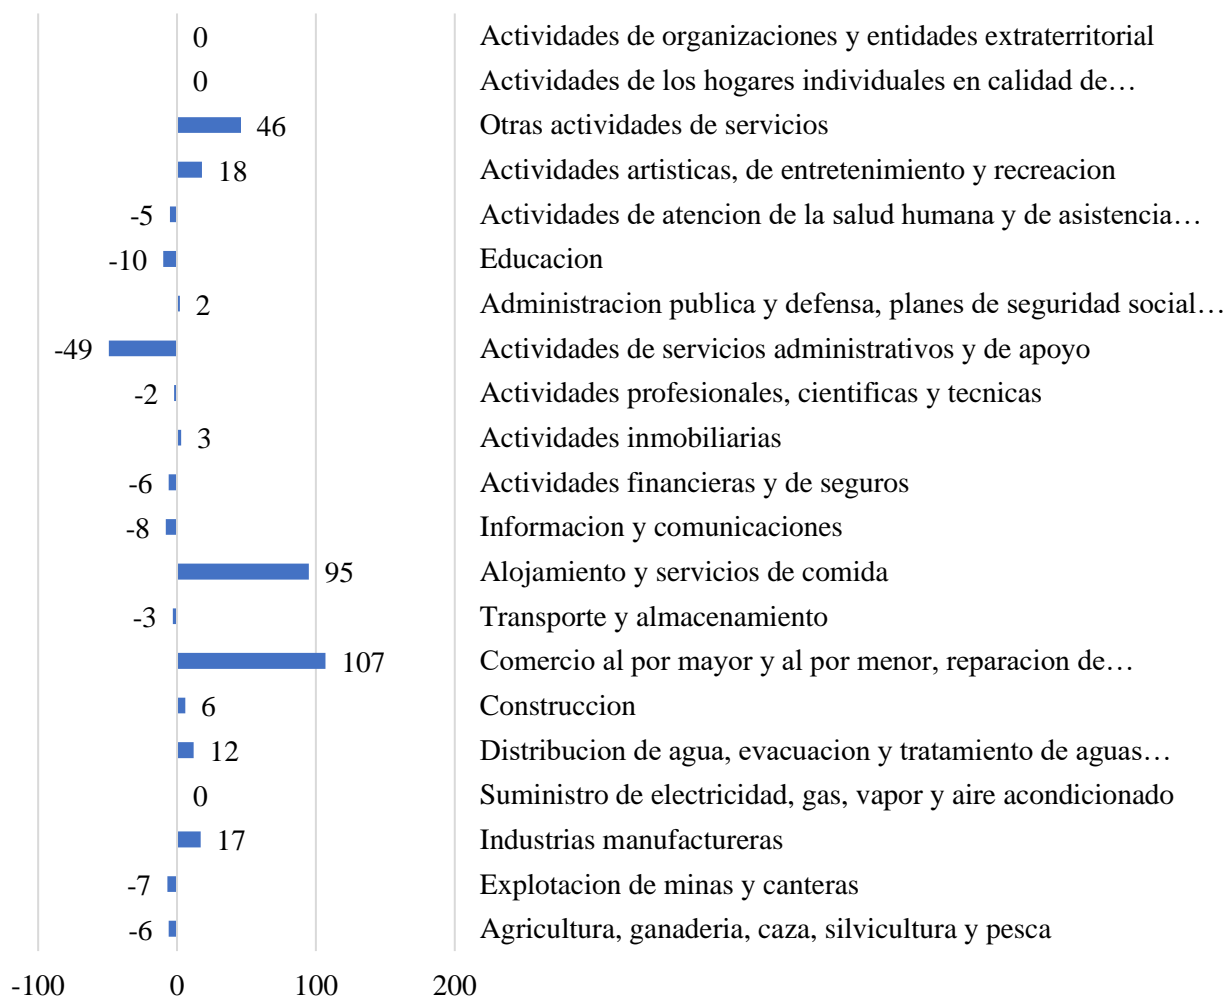 0 Actividades de organizaciones y entidades extraterritorial
0 Actividades de los hogares individuales en calidad de…
46 Otras actividades de servicios
18 Actividades artisticas, de entretenimiento y recreacion
-5 Actividades de atencion de la salud humana y de asistencia…
-10 Educacion
2 Administracion publica y defensa, planes de seguridad social…
-49 Actividades de servicios administrativos y de apoyo
-2 Actividades profesionales, cientificas y tecnicas
3 Actividades inmobiliarias
-6 Actividades financieras y de seguros
-8 Informacion y comunicaciones
95 Alojamiento y servicios de comida
-3 Transporte y almacenamiento
107 Comercio al por mayor y al por menor, reparacion de…
6 Construccion
12 Distribucion de agua, evacuacion y tratamiento de aguas…
0 Suministro de electricidad, gas, vapor y aire acondicionado
17 Industrias manufactureras
-7 Explotacion de minas y canteras
-6 Agricultura, ganaderia, caza, silvicultura y pesca
-100 0 100 200